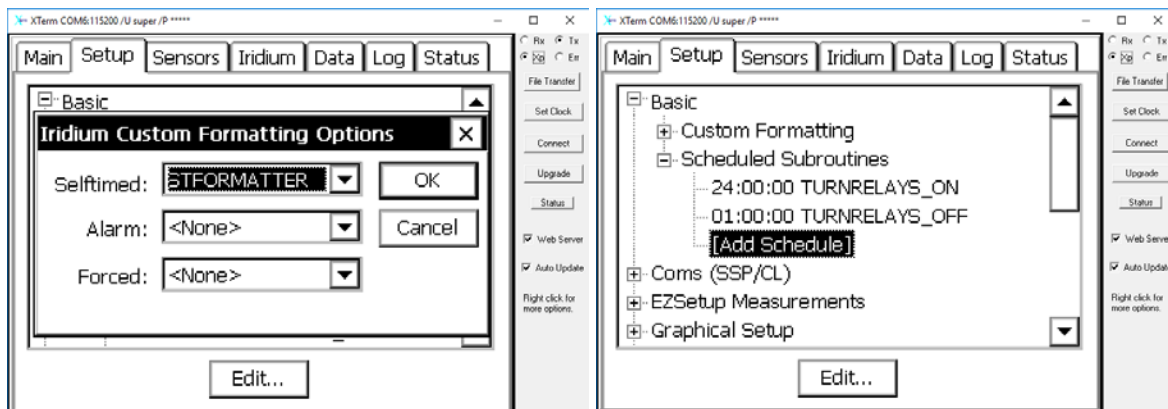 XTerm COM6:115200 /U super /P *****
Main Setup Sensors Iridium Data Log Status
Basic
Iridium Custom Formatting Options
Selftimed: STFORMATTER OK
Alarm: <None> Cancel
Forced: <None>
Edit...
Rx Tx
Xp Err
File Transfer
Set Clock
Connect
Upgrade
Status
Web Server
Auto Update
Right click for
more options.
XTerm COM6:115200 /U super /P *****
Main Setup Sensors Iridium Data Log Status
Basic
Custom Formatting
Scheduled Subroutines
24:00:00 TURNRELAYS_ON
01:00:00 TURNRELAYS_OFF
[Add Schedule]
Coms (SSP/CL)
EZSetup Measurements
Graphical Setup
Edit...
Rx Tx
Xp Err
File Transfer
Set Clock
Connect
Upgrade
Status
Web Server
Auto Update
Right click for
more options.